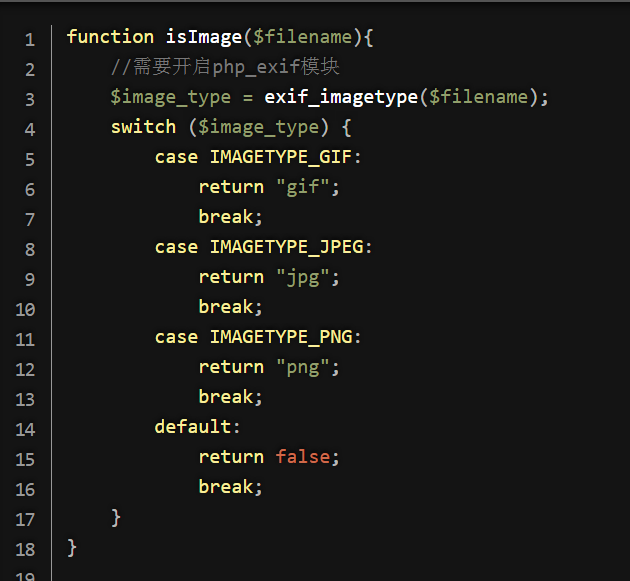 1 function isImage($filename){
2 //需要开启php_exif模块
3 $image_type = exif_imagetype($filename);
4 switch ($image_type) {
5 case IMAGETYPE_GIF:
6 return "gif";
7 break;
8 case IMAGETYPE_JPEG:
9 return "jpg";
10 break;
11 case IMAGETYPE_PNG:
12 return "png";
13 break;
14 default:
15 return false;
16 break;
17 }
18 }
19